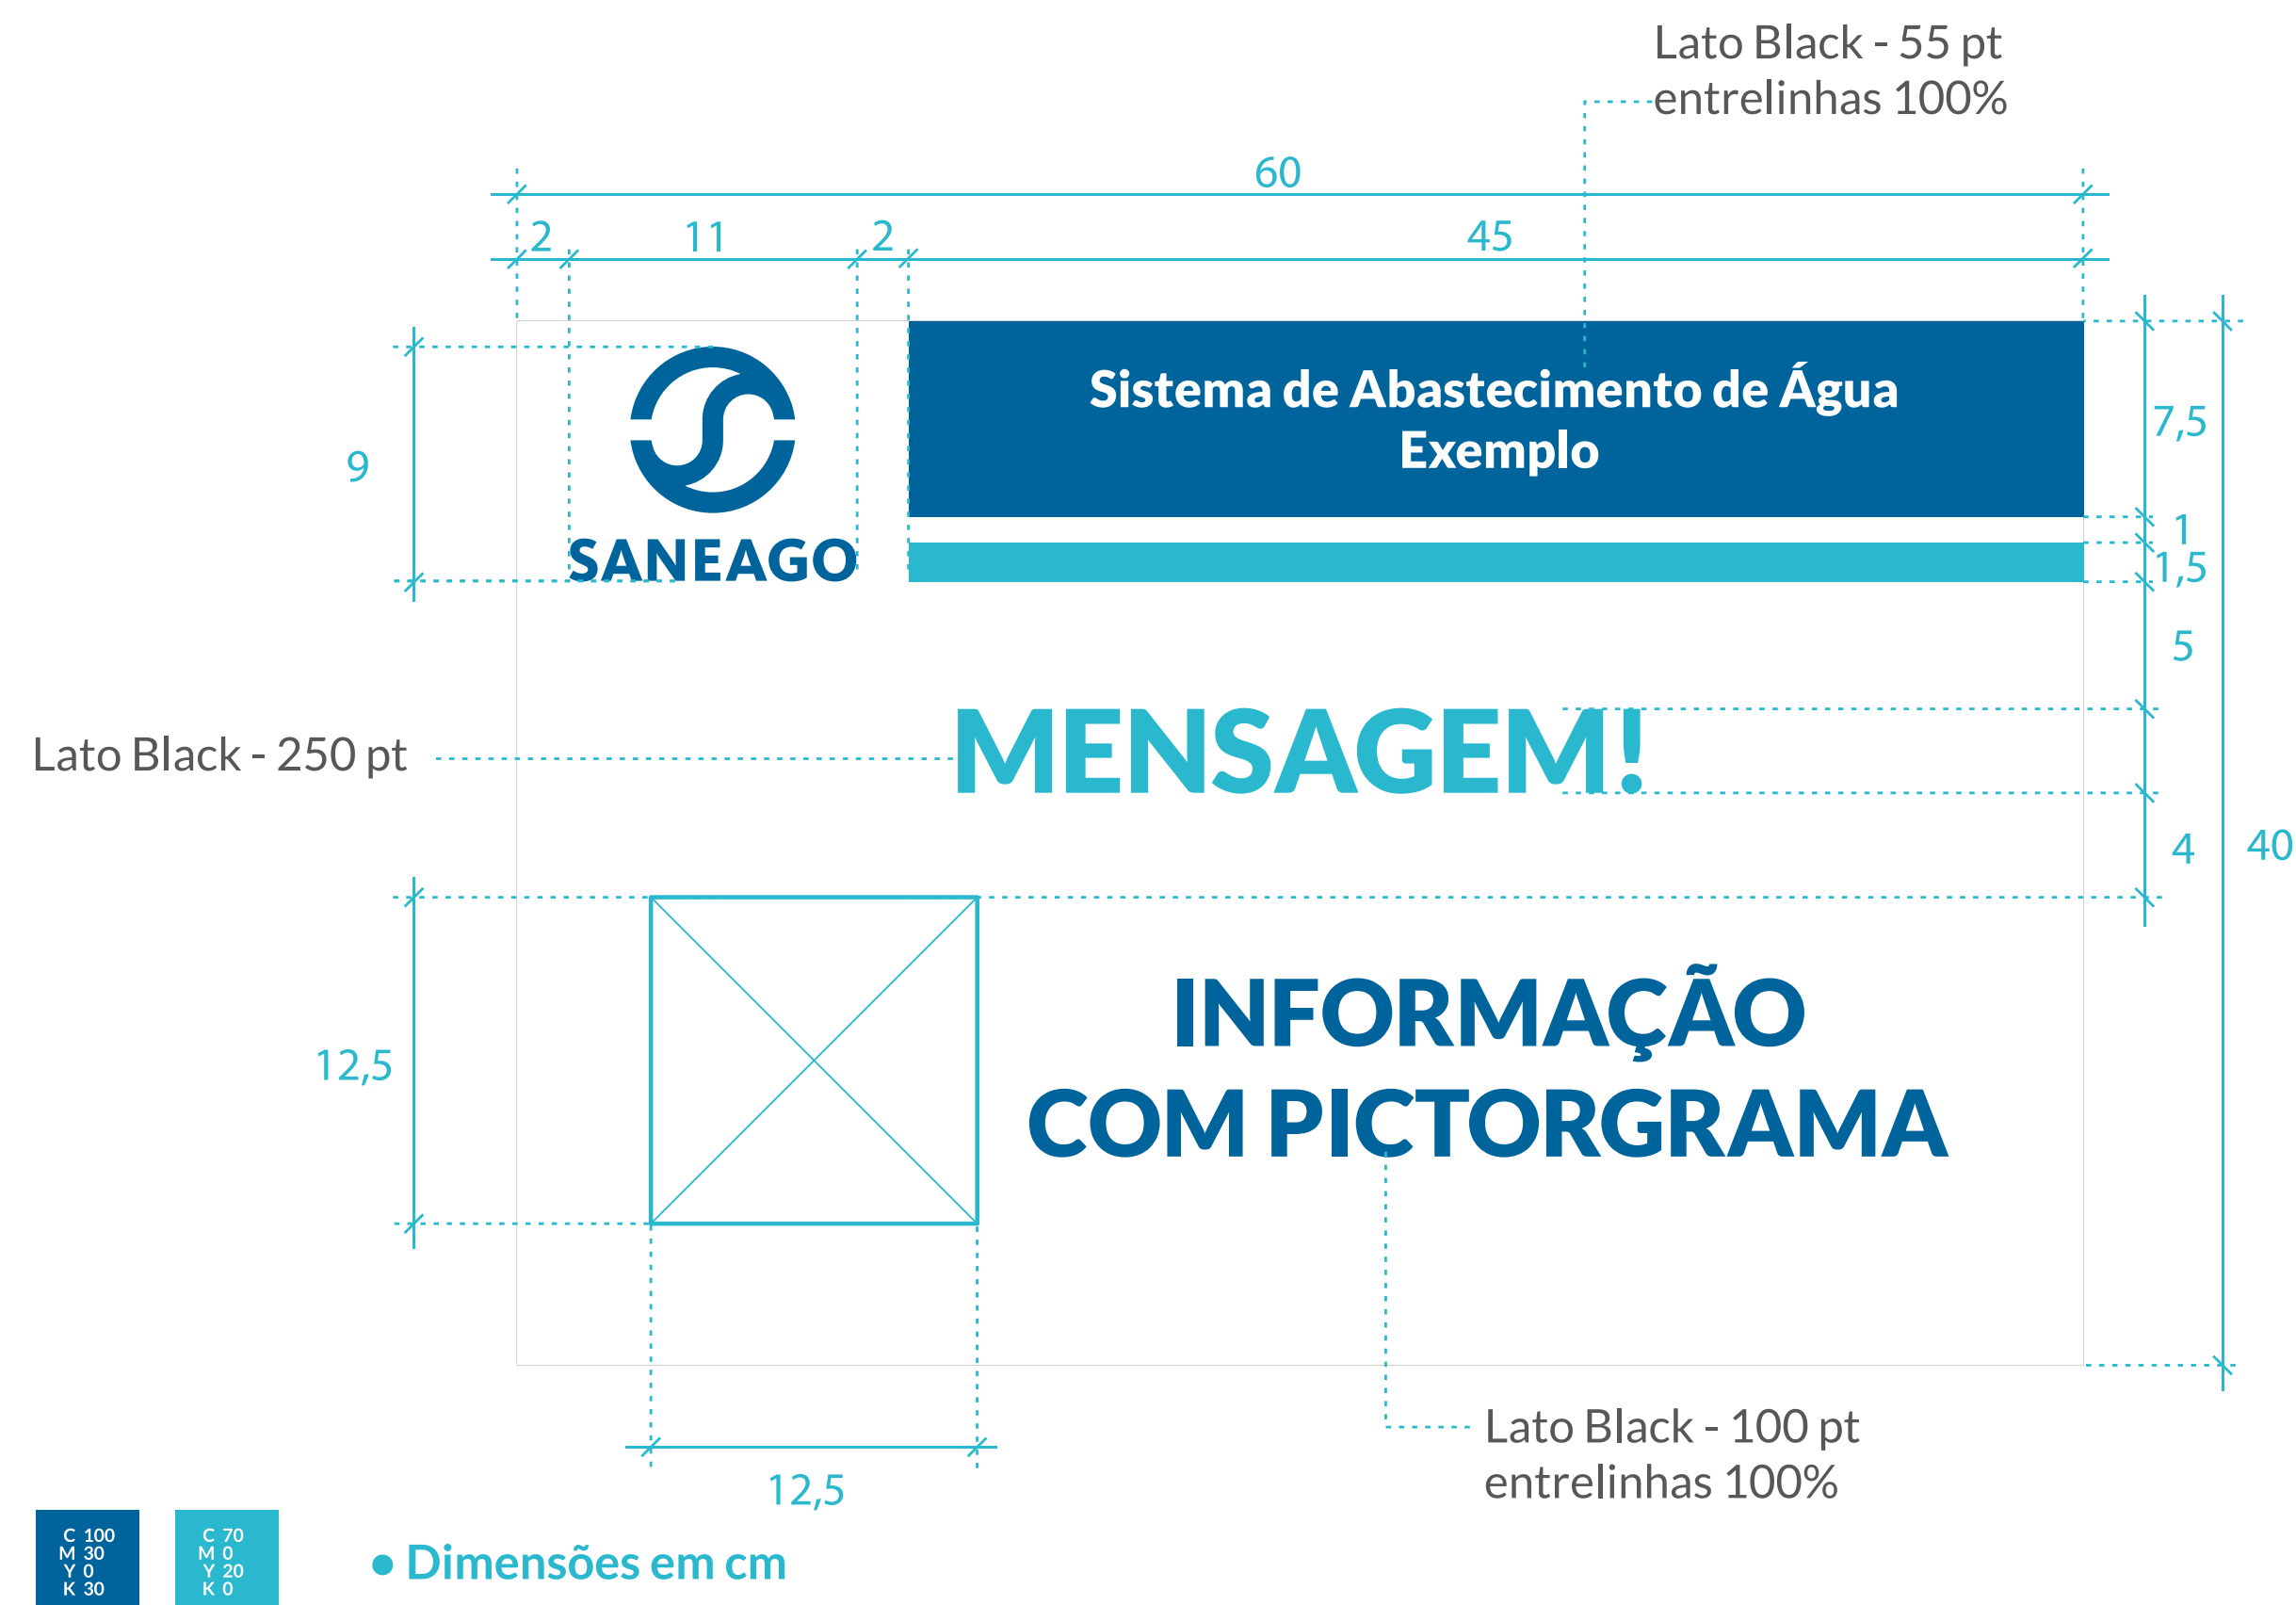 Lato Black - 55 pt
entrelinhas 100%
60
2
11
2
45
Sistema de Abastecimento de Água
Exemplo
7,5
9
SANEAGO
1
1,5
5
MENSAGEM!
Lato Black - 250 pt
4
40
INFORMAÇÃO
12,5
COM PICTORGRAMA
Lato Black - 100 pt
entrelinhas 100%
12,5
C 100
M 30
Y 0
K 30
C 70
M 0
Y 20
K 0
• Dimensões em cm